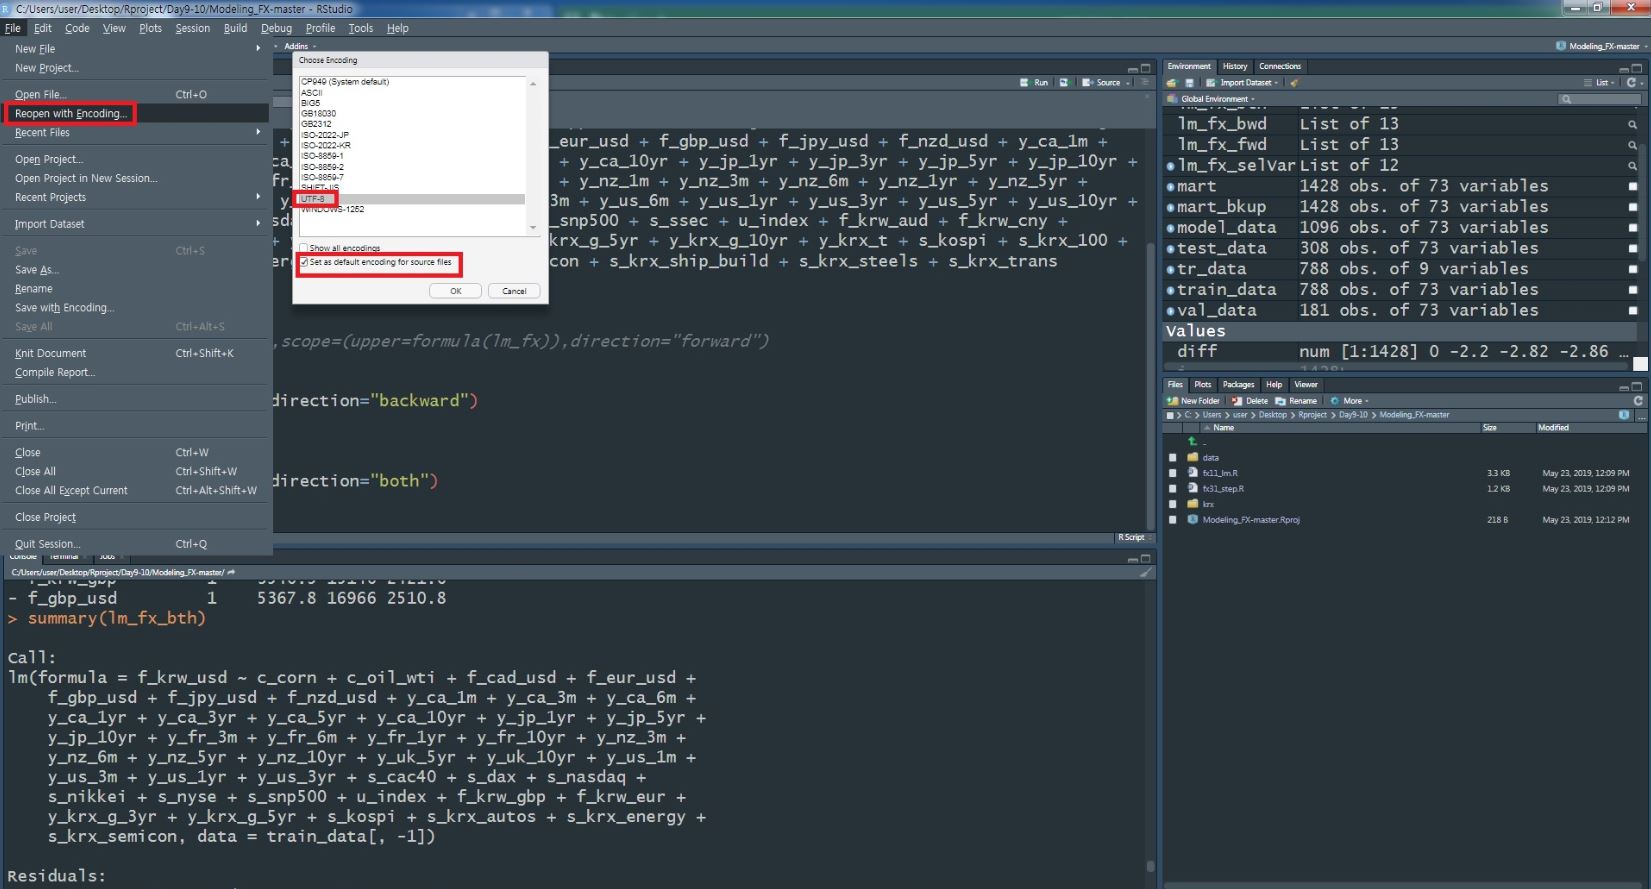 C:/Users/user/Desktop/Rproject/Day9-10/Modeling_FX-master - RStudio
File Edit Code View Plots Session Build Debug Profile Tools Help
New File
New Project...
Open File... Ctrl+O
Reopen with Encoding...
Recent Files
Open Project...
Open Project in New Session...
Recent Projects
Import Dataset
Save Ctrl+S
Save As...
Rename
Save with Encoding...
Save All Ctrl+Alt+S
Knit Document Ctrl+Shift+K
Compile Report...
Publish...
Print...
Close Ctrl+W
Close All Ctrl+Shift+W
Close All Except Current Ctrl+Alt+Shift+W
Close Project
Quit Session... Ctrl+Q
Addins
Choose Encoding
CP949 (System default)
ASCII
BIG5
GB18030
GB2312
ISO-2022-JP
ISO-2022-KR
ISO-8859-1
ISO-8859-2
ISO-8859-7
SHIFT-JIS
UTF-8
WINDOWS-1252
Show all encodings
Set as default encoding for source files
OK Cancel
Run Source
_eur_usd + f_gbp_usd + f_jpy_usd + f_nzd_usd + y_ca_1m +
+ y_ca_10yr + y_jp_1yr + y_jp_3yr + y_jp_5yr + y_jp_10yr +
+ y_nz_1m + y_nz_3m + y_nz_6m + y_nz_1yr + y_nz_5yr +
3m + y_us_6m + y_us_1yr + y_us_3yr + y_us_5yr + y_us_10yr +
_snp500 + s_ssec + u_index + f_krw_aud + f_krw_cny +
krx_g_5yr + y_krx_g_10yr + y_krx_t + s_kospi + s_krx_100 +
con + s_krx_ship_build + s_krx_steels + s_krx_trans
,scope=(upper=formula(lm_fx)),direction="forward")
direction="backward")
direction="both")
R Script
Modeling_FX-master
Environment History Connections
Import Dataset List
Global Environment
lm_fx_bwd List of 13
lm_fx_fwd List of 13
lm_fx_selVar List of 12
mart 1428 obs. of 73 variables
mart_bkup 1428 obs. of 73 variables
model_data 1096 obs. of 73 variables
test_data 308 obs. of 73 variables
tr_data 788 obs. of 9 variables
train_data 788 obs. of 73 variables
val_data 181 obs. of 73 variables
Values
diff num [1:1428] 0 -2.2 -2.82 -2.86 …
Files Plots Packages Help Viewer
New Folder Delete Rename More
C: > Users > user > Desktop > Rproject > Day9-10 > Modeling_FX-master
Name Size Modified
..
data
fx11_lm.R 3.3 KB May 23, 2019, 12:09 PM
fx31_step.R 1.2 KB May 23, 2019, 12:09 PM
krx
Modeling_FX-master.Rproj 218 B May 23, 2019, 12:12 PM
Console Terminal Jobs
C:/Users/user/Desktop/Rproject/Day9-10/Modeling_FX-master/
- f_gbp_usd 1 5367.8 16966 2510.8
> summary(lm_fx_bth)
Call:
lm(formula = f_krw_usd ~ c_corn + c_oil_wti + f_cad_usd + f_eur_usd +
f_gbp_usd + f_jpy_usd + f_nzd_usd + y_ca_1m + y_ca_3m + y_ca_6m +
y_ca_1yr + y_ca_3yr + y_ca_5yr + y_ca_10yr + y_jp_1yr + y_jp_5yr +
y_jp_10yr + y_fr_3m + y_fr_6m + y_fr_1yr + y_fr_10yr + y_nz_3m +
y_nz_6m + y_nz_5yr + y_nz_10yr + y_uk_5yr + y_uk_10yr + y_us_1m +
y_us_3m + y_us_1yr + y_us_3yr + s_cac40 + s_dax + s_nasdaq +
s_nikkei + s_nyse + s_snp500 + u_index + f_krw_gbp + f_krw_eur +
y_krx_g_3yr + y_krx_g_5yr + s_kospi + s_krx_autos + s_krx_energy +
s_krx_semicon, data = train_data[, -1])
Residuals: